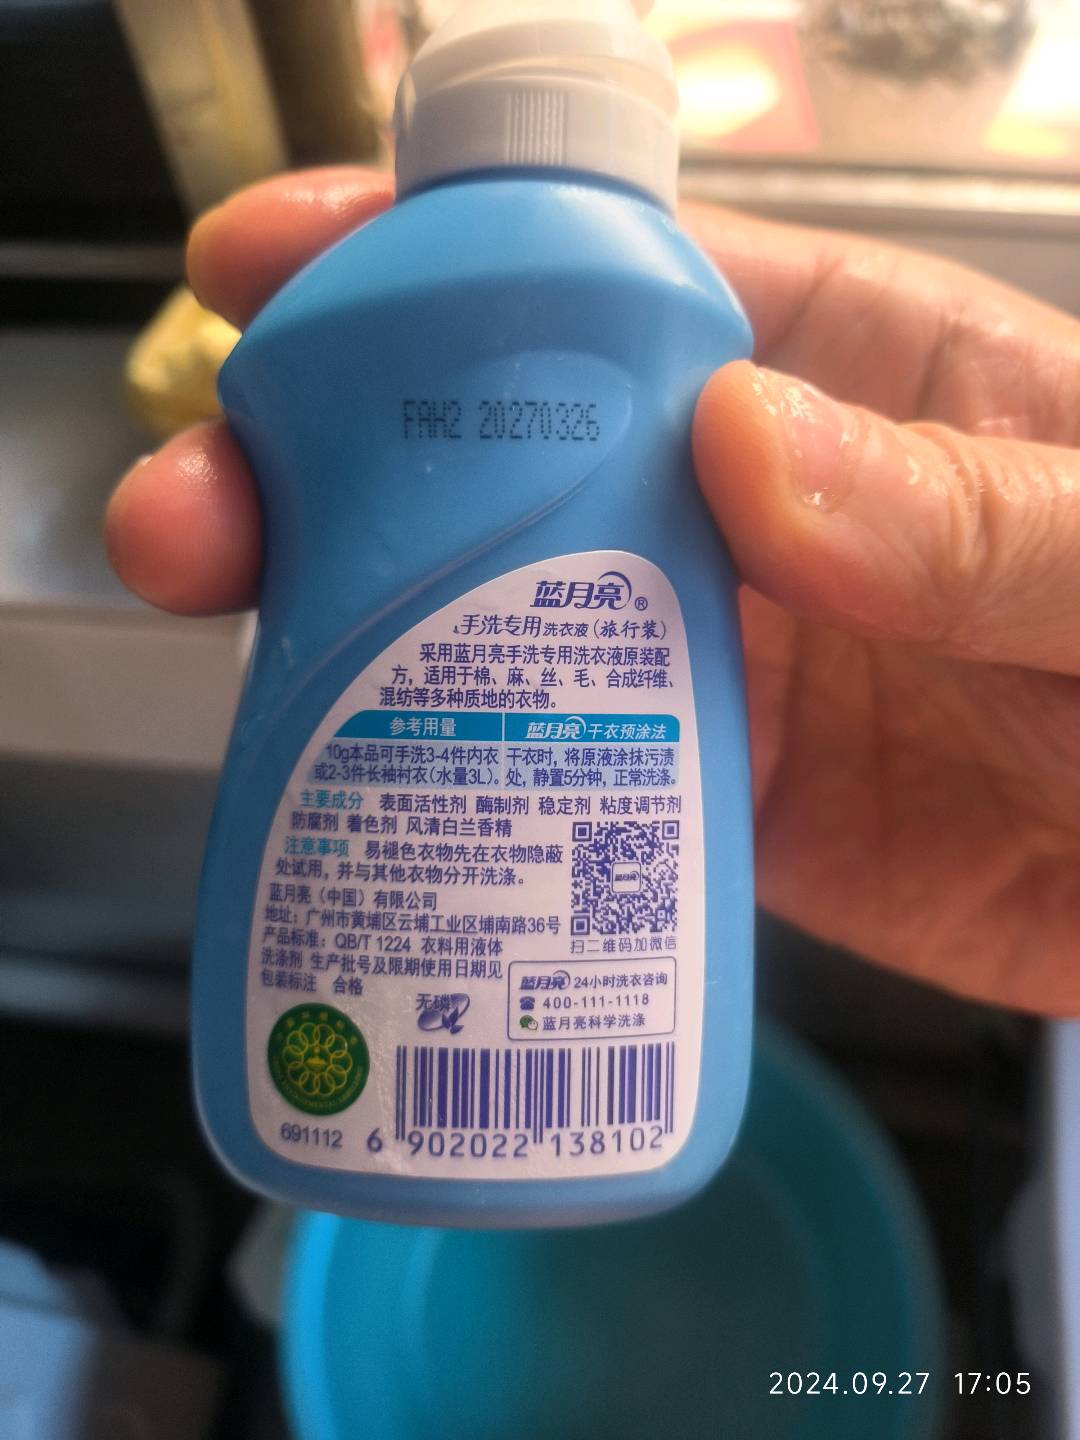 FAH2 20270326
蓝月亮®
手洗专用洗衣液(旅行装)
采用蓝月亮手洗专用洗衣液原装配
方，适用于棉、麻、丝、毛、合成纤维、
混纺等多种质地的衣物。
参考用量
10g本品可手洗3-4件内衣
或2-3件长袖衬衣(水量3L)。
蓝月亮干衣预涂法
干衣时，将原液涂抹污渍
处，静置5分钟，正常洗涤。
主要成分 表面活性剂 酶制剂 稳定剂 粘度调节剂
防腐剂 着色剂 风清白兰香精
注意事项 易褪色衣物先在衣物隐蔽
处试用，并与其他衣物分开洗涤。
蓝月亮（中国）有限公司
地址：广州市黄埔区云埔工业区埔南路36号
产品标准：QB/T 1224 衣料用液体
洗涤剂 生产批号及限期使用日期见
包装标注 合格
蓝月亮
扫二维码加微信
无磷
蓝月亮 24小时洗衣咨询
400-111-1118
蓝月亮科学洗涤
691112
6 902022 138102
2024.09.27 17:05